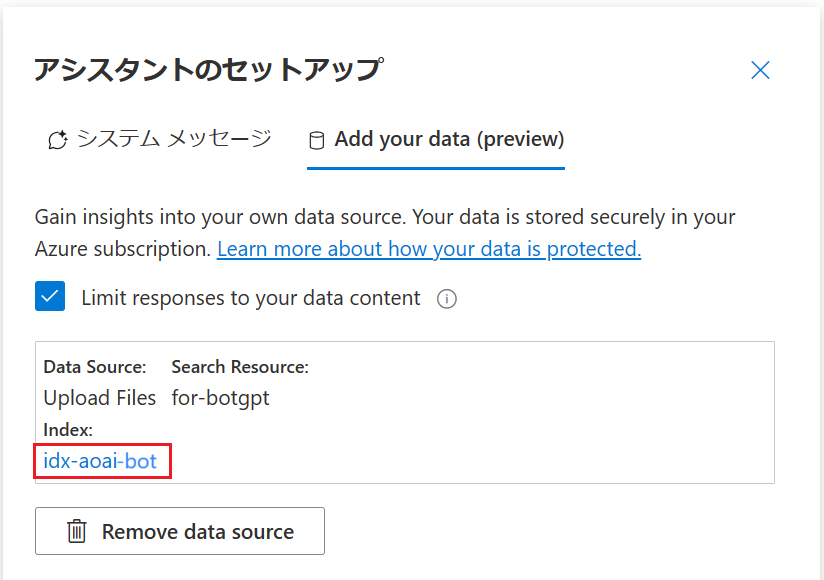 アシスタントのセットアップ
システム メッセージ
Add your data (preview)
Gain insights into your own data source. Your data is stored securely in your
Azure subscription. Learn more about how your data is protected.
Limit responses to your data content
Data Source: Search Resource:
Upload Files for-botgpt
Index:
idx-aoai-bot
Remove data source